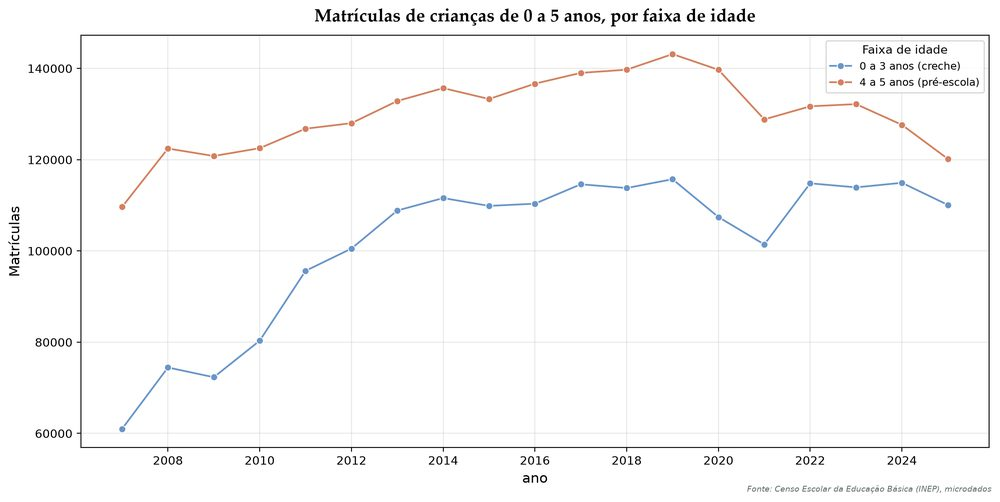 Matrículas de crianças de 0 a 5 anos, por faixa de idade
Faixa de idade
0 a 3 anos (creche)
4 a 5 anos (pré-escola)
Matrículas
140000
120000
100000
80000
60000
2008 2010 2012 2014 2016 2018 2020 2022 2024
ano
Fonte: Censo Escolar da Educação Básica (INEP), microdados